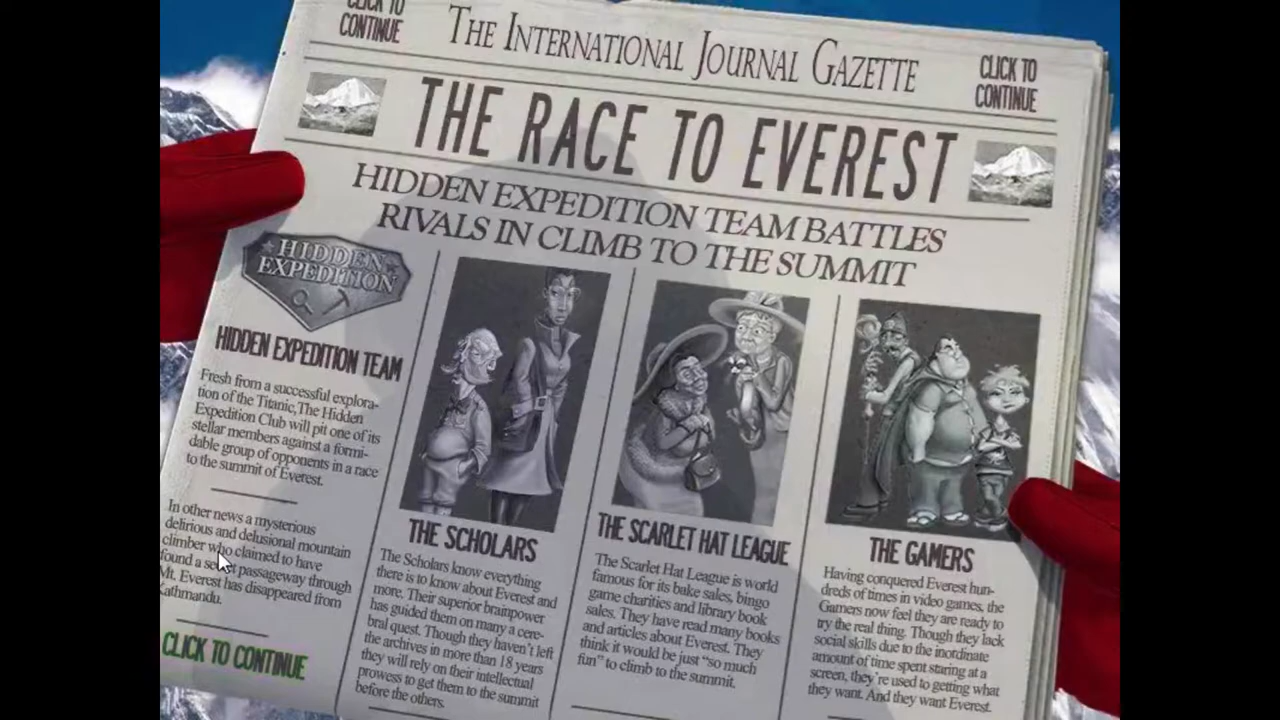 CLICK TO
CONTINUE
THE INTERNATIONAL JOURNAL GAZETTE
CLICK TO
CONTINUE
THE RACE TO EVEREST
HIDDEN EXPEDITION TEAM BATTLES
RIVALS IN CLIMB TO THE SUMMIT
HIDDEN
EXPEDITION
HIDDEN EXPEDITION TEAM
Fresh from a successful explora-
tion of the Titanic,The Hidden
Expedition Club will pit one of its
stellar members against a formi-
dable group of opponents in a race
to the summit of Everest.
In other news a mysterious
delirious and delusional mountain
climber who claimed to have
found a secret passageway through
Mt. Everest has disappeared from
Kathmandu.
CLICK TO CONTINUE
THE SCHOLARS
The Scholars know everything
there is to know about Everest and
more. Their superior brainpower
has guided them on many a cere-
bral quest. Though they haven't left
the archives in more than 18 years
they will rely on their intellectual
prowess to get them to the summit
before the others.
THE SCARLET HAT LEAGUE
The Scarlet Hat League is world
famous for its bake sales, bingo
game charities and library book
sales. They have read many books
and articles about Everest. They
think it would be just "so much
fun" to climb to the summit.
THE GAMERS
Having conquered Everest hun-
dreds of times in video games, the
Gamers now feel they are ready to
try the real thing. Though they lack
social skills due to the inordinate
amount of time spent staring at a
screen, they're used to getting what
they want. And they want Everest.